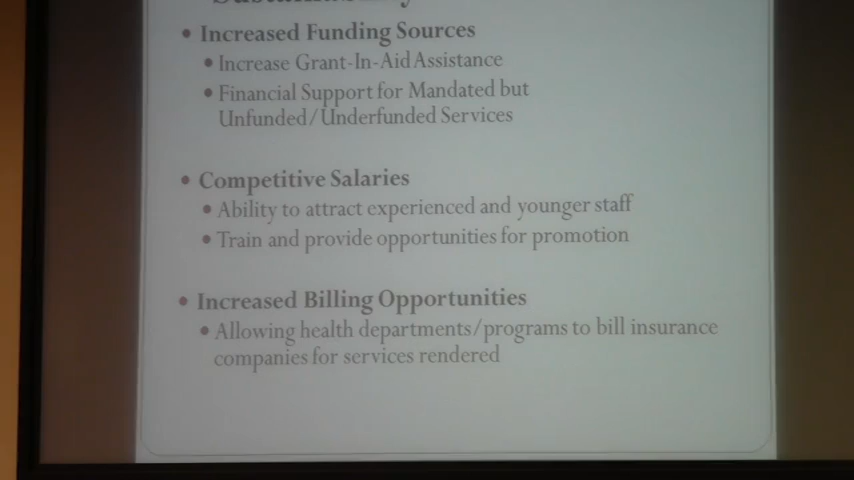 • Increased Funding Sources
• Increase Grant-In-Aid Assistance
• Financial Support for Mandated but
Unfunded/Underfunded Services
• Competitive Salaries
• Ability to attract experienced and younger staff
• Train and provide opportunities for promotion
• Increased Billing Opportunities
• Allowing health departments/programs to bill insurance
companies for services rendered